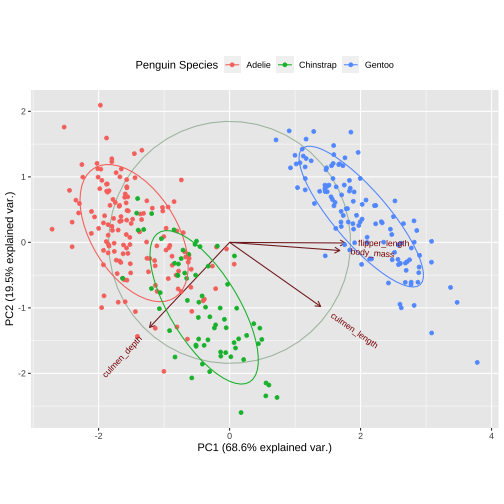 Penguin Species Adelie Chinstrap Gentoo
PC2 (19.5% explained var.)
1
0
-1
-2
flipper_length
body_mass
culmen_length
culmen_depth
-2 0 2 4
PC1 (68.6% explained var.)